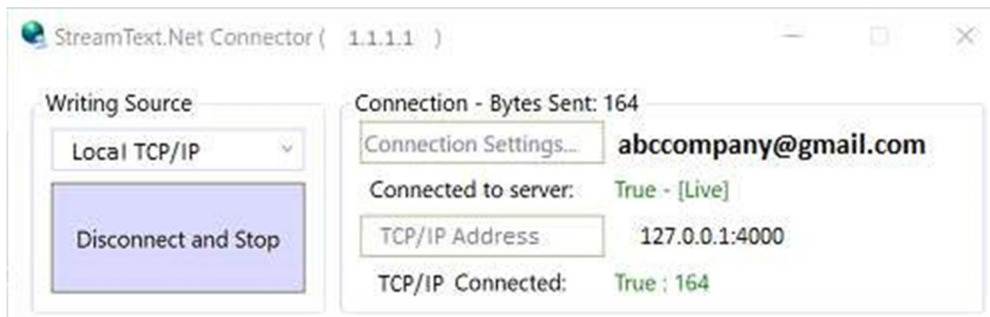 StreamText.Net Connector ( 1.1.1.1 )
Writing Source
Local TCP/IP
Disconnect and Stop
Connection - Bytes Sent: 164
Connection Settings... abccompany@gmail.com
Connected to server: True - [Live]
TCP/IP Address 127.0.0.1:4000
TCP/IP Connected: True : 164